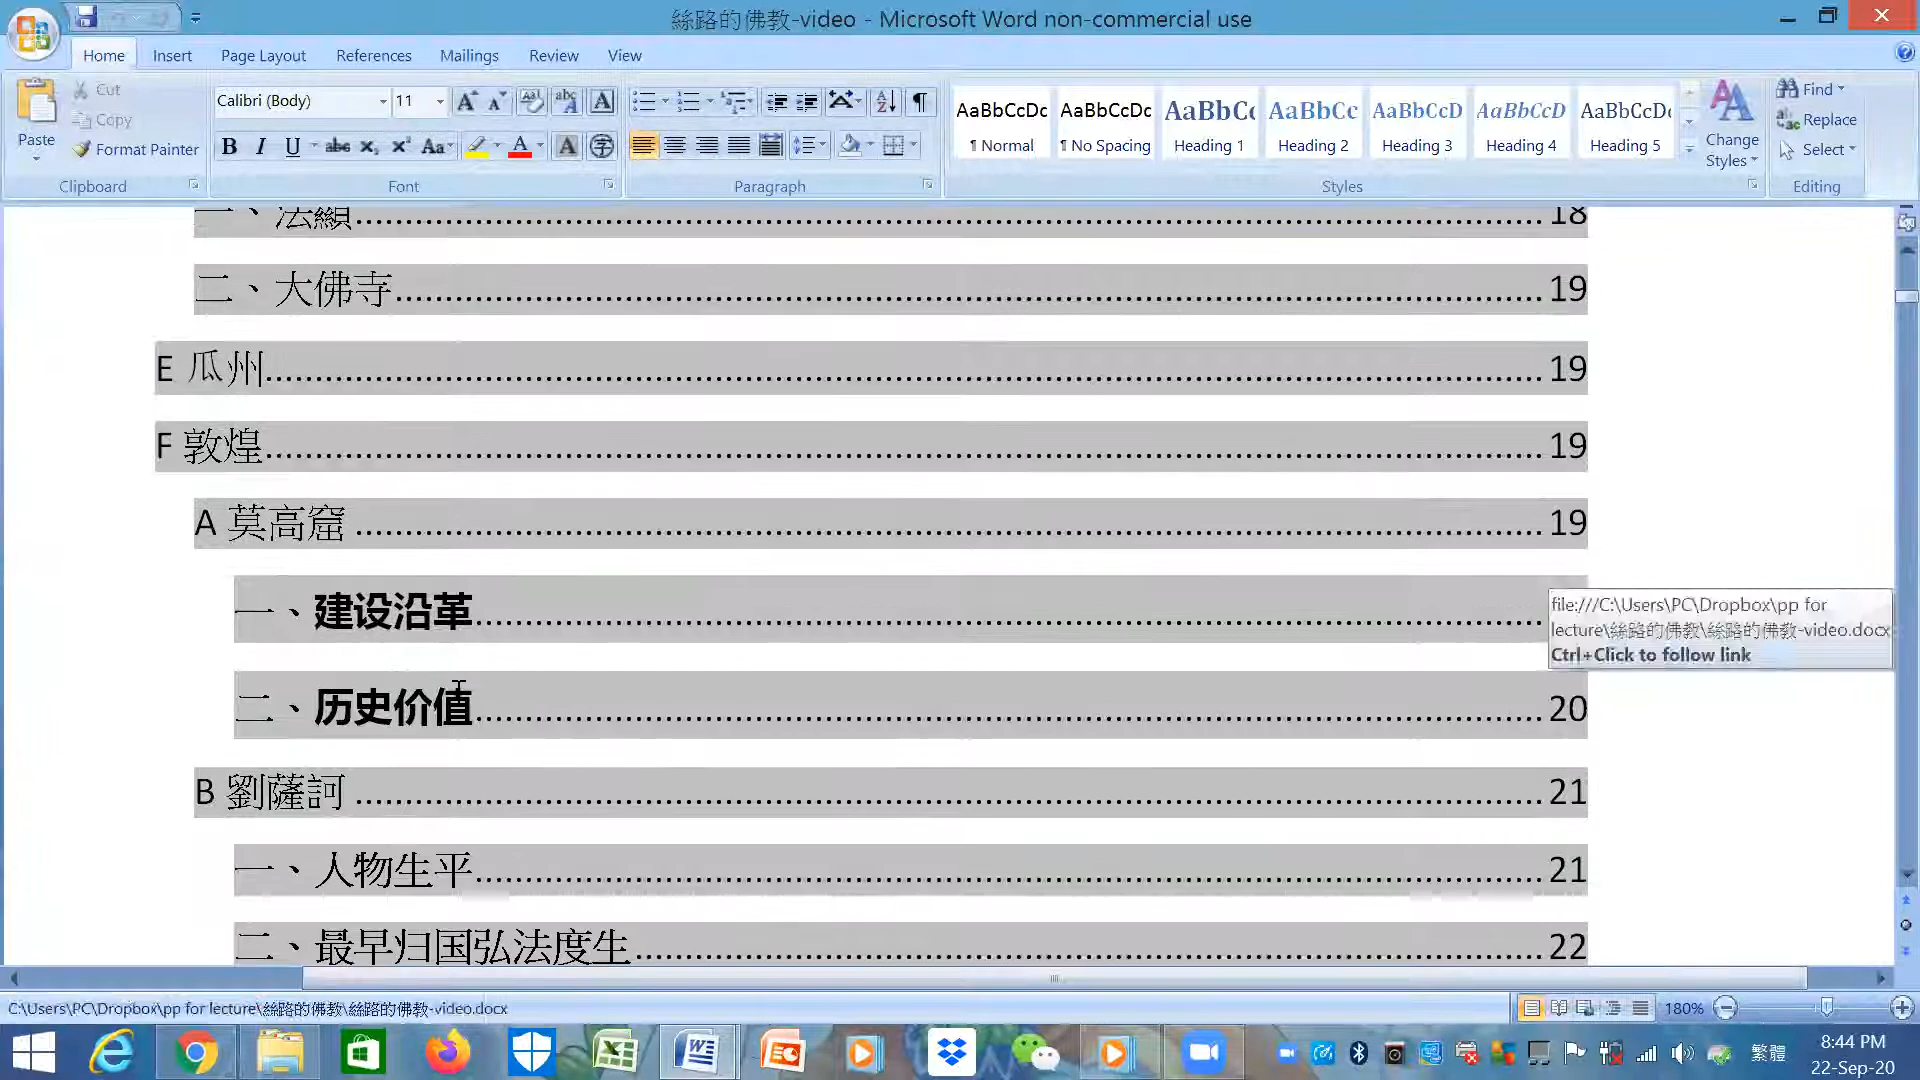 絲路的佛教-video - Microsoft Word non-commercial use
Home Insert Page Layout References Mailings Review View
Paste
Cut
Copy
Format Painter
Clipboard
Calibri (Body) 11
Font
Paragraph
AaBbCcDc AaBbCcDc AaBbCc AaBbCc AaBbCcD AaBbCcD AaBbCcDc
¶ Normal ¶ No Spacing Heading 1 Heading 2 Heading 3 Heading 4 Heading 5
Change Styles
Styles
Find
Replace
Select
Editing
一、法顯 18
二、大佛寺 19
E 瓜州 19
F 敦煌 19
A 莫高窟 19
一、建设沿革
二、历史价值 20
B 劉薩訶 21
一、人物生平 21
二、最早归国弘法度生 22
file:///C:\Users\PC\Dropbox\pp for
lecture\絲路的佛教\絲路的佛教-video.docx
Ctrl+Click to follow link
C:\Users\PC\Dropbox\pp for lecture\絲路的佛教\絲路的佛教-video.docx
180%
繁體
8:44 PM
22-Sep-20